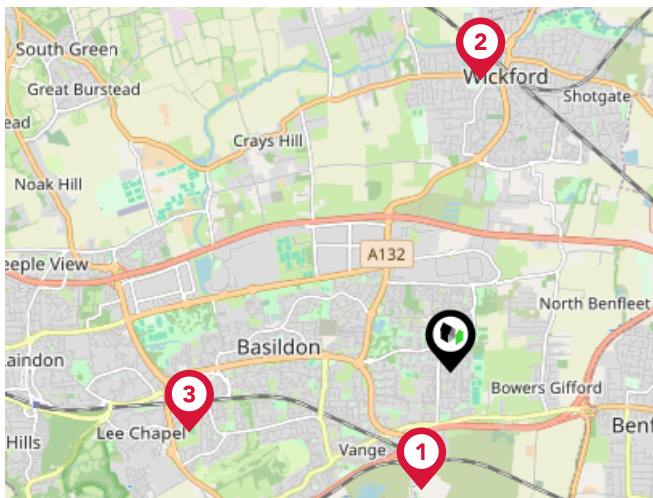 2
South Green
Wickford
Great Burstead
Shotgate
ead
Crays Hill
Noak Hill
A132
eeple View
North Benfleet
Basildon
Laindon
Bowers Gifford
3
Lee Chapel
Benf
Hills
Vange
1